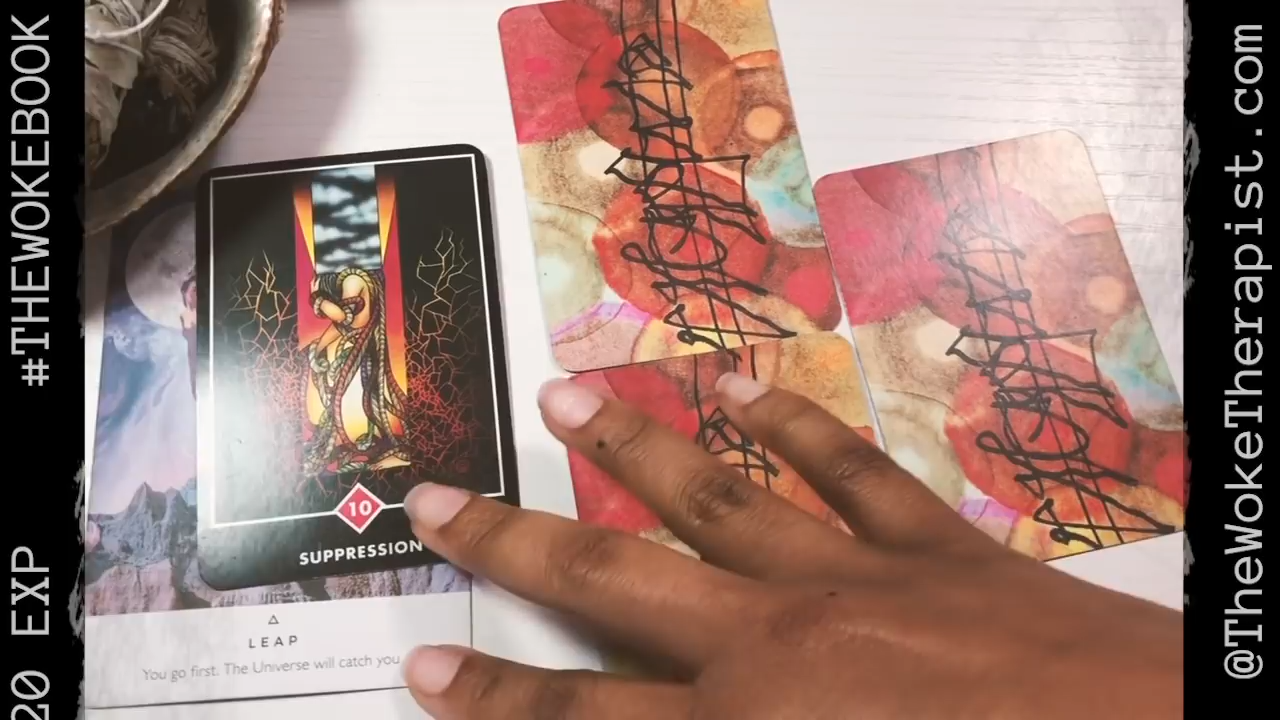 #THEWOKEBOOK
20 EXP
10
SUPPRESSION
LEAP
You go first. The Universe will catch you
@TheWokeTherapist.com